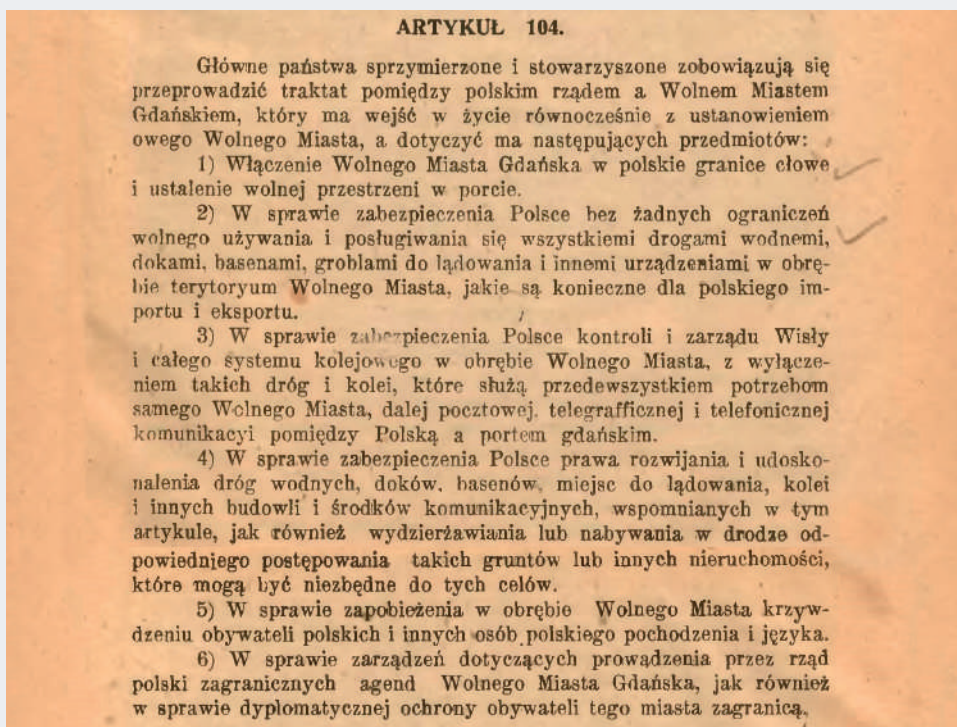 ARTYKUŁ 104.
Główne państwa sprzymierzone i stowarzyszone zobowiązują się
przeprowadzić traktat pomiędzy polskim rządem a Wolnem Miastem
Gdańskiem, który ma wejść w życie równocześnie z ustanowieniem
owego Wolnego Miasta, a dotyczyć ma następujących przedmiotów:
1) Włączenie Wolnego Miasta Gdańska w polskie granice cłowe
i ustalenie wolnej przestrzeni w porcie.
2) W sprawie zabezpieczenia Polsce bez żadnych ograniczeń
wolnego używania i posługiwania się wszystkiemi drogami wodnemi,
dokami, basenami, groblami do lądowania i innemi urządzeniami w obrę-
bie terytoryum Wolnego Miasta, jakie są konieczne dla polskiego im-
portu i eksportu.
3) W sprawie zabezpieczenia Polsce kontroli i zarządu Wisły
i całego systemu kolejowego w obrębie Wolnego Miasta, z wyłącze-
niem takich dróg i kolei, które służą przedewszystkiem potrzebom
samego Wolnego Miasta, dalej pocztowej, telegrafficznej i telefonicznej
komunikacyi pomiędzy Polską a portem gdańskim.
4) W sprawie zabezpieczenia Polsce prawa rozwijania i udosko-
nalenia dróg wodnych, doków, basenów, miejsc do lądowania, kolei
i innych budowli i środków komunikacyjnych, wspomnianych w tym
artykule, jak również wydzierżawiania lub nabywania w drodze od-
powiedniego postępowania takich gruntów lub innych nieruchomości,
które mogą być niezbędne do tych celów.
5) W sprawie zapobieżenia w obrębie Wolnego Miasta krzyw-
dzeniu obywateli polskich i innych osób polskiego pochodzenia i języka.
6) W sprawie zarządzeń dotyczących prowądzenia przez rząd
polski zagranicznych agend Wolnego Miasta Gdańska, jak również
w sprawie dyplomatycznej ochrony obywateli tego miasta zagranicą.